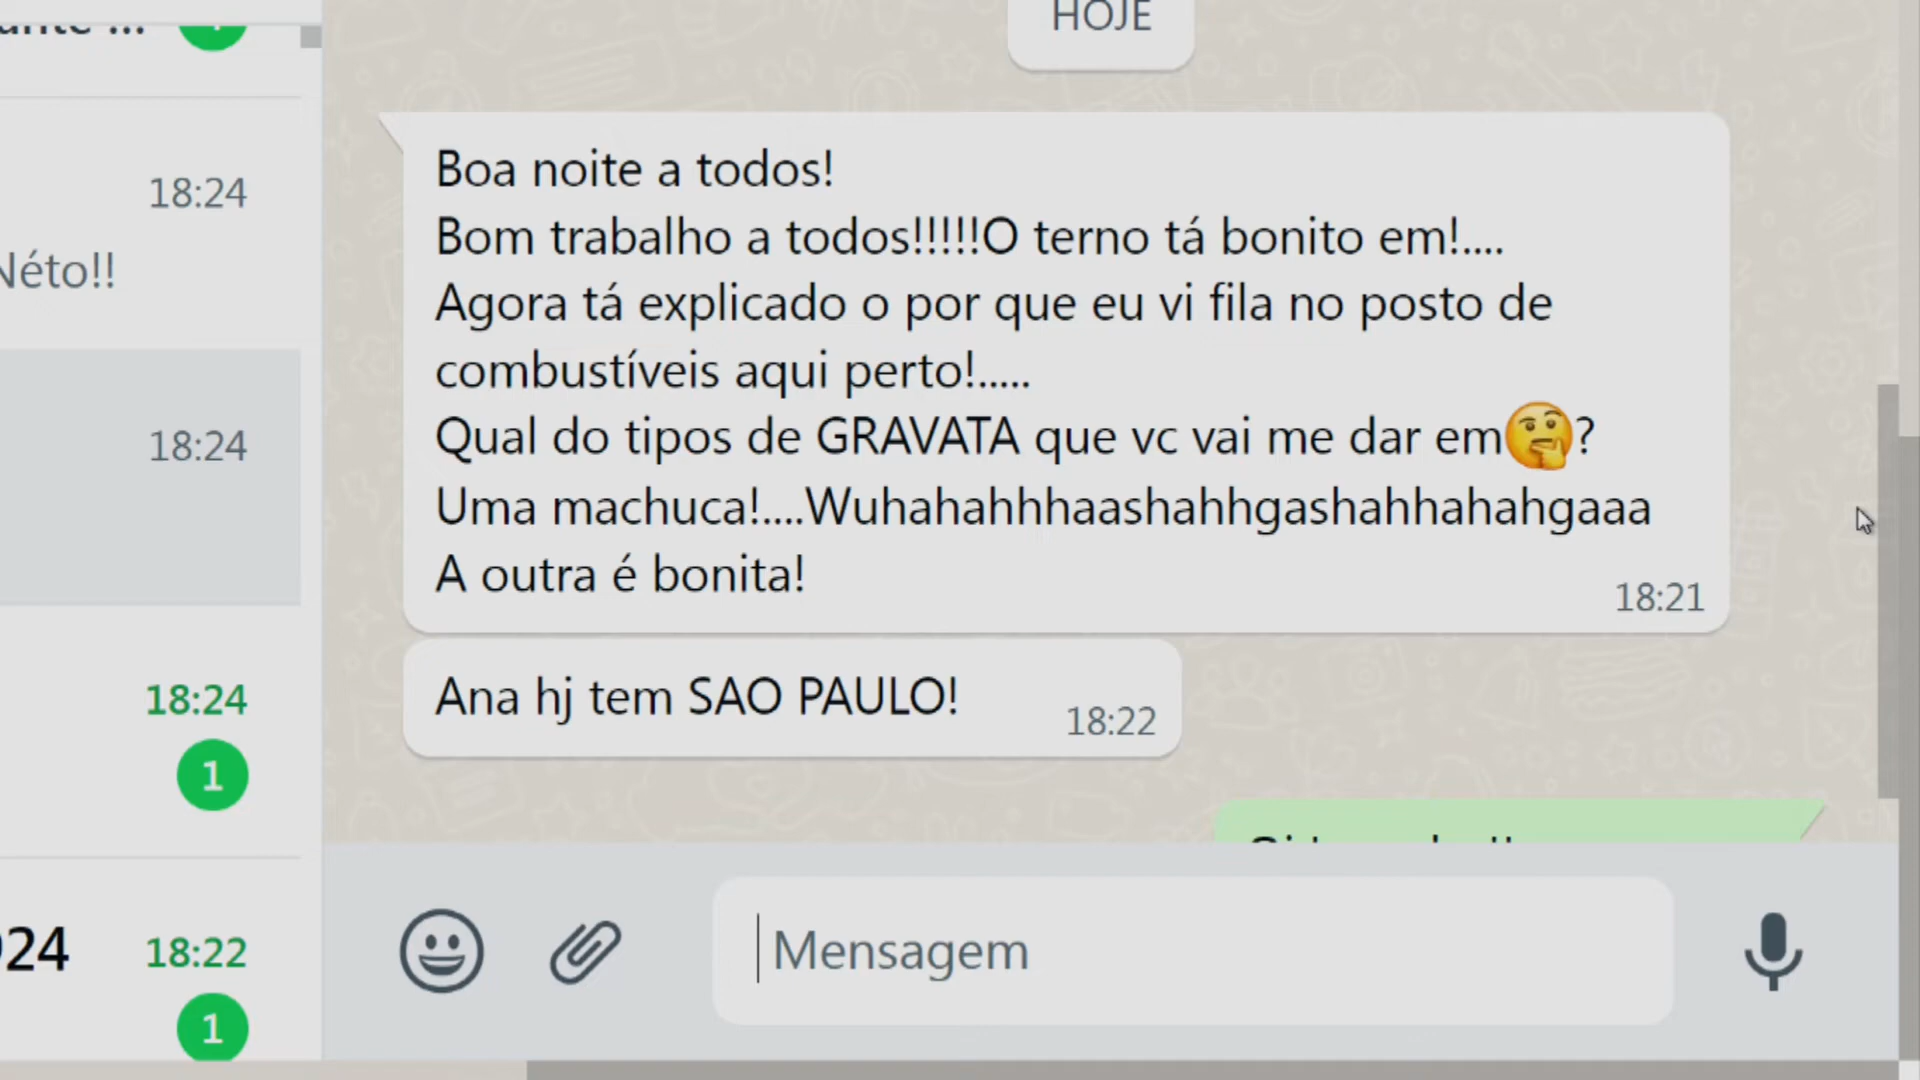 HOJE
18:24
Néto!!
18:24
18:24
1
18:22
1
Boa noite a todos!
Bom trabalho a todos!!!!!O terno tá bonito em!....
Agora tá explicado o por que eu vi fila no posto de
combustíveis aqui perto!.....
Qual do tipos de GRAVATA que vc vai me dar em🤔?
Uma machuca!....Wuhahahhhaashahhgashahhahahgaaa
A outra é bonita!
18:21
Ana hj tem SAO PAULO!
18:22
Mensagem